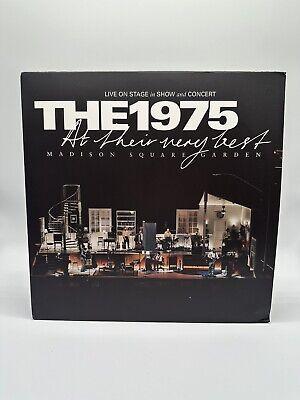 LIVE ON STAGE in SHOW and CONCERT
THE 1975
At their very best
MADISON SQUARE GARDEN